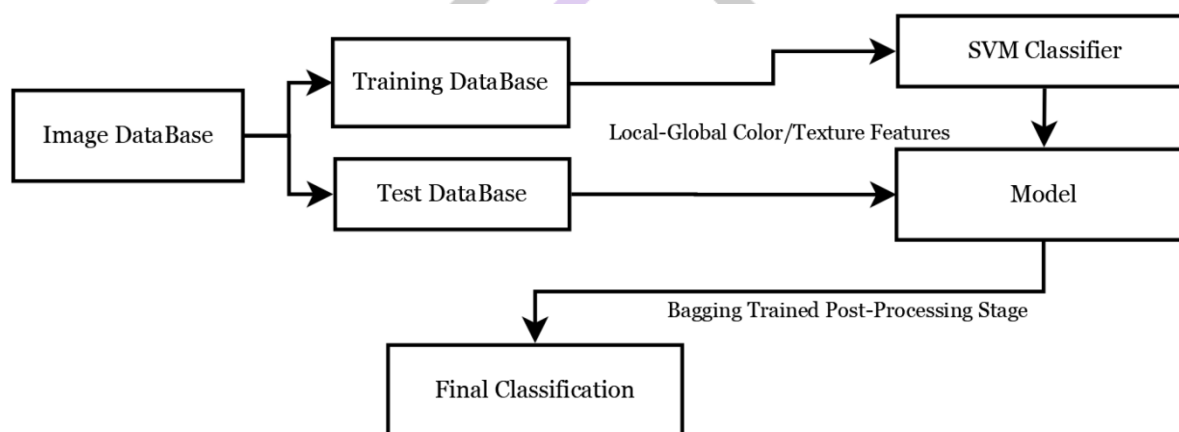 SVM Classifier
Training DataBase
Image DataBase
Local-Global Color/Texture Features
Test DataBase
Model
Bagging Trained Post-Processing Stage
Final Classification